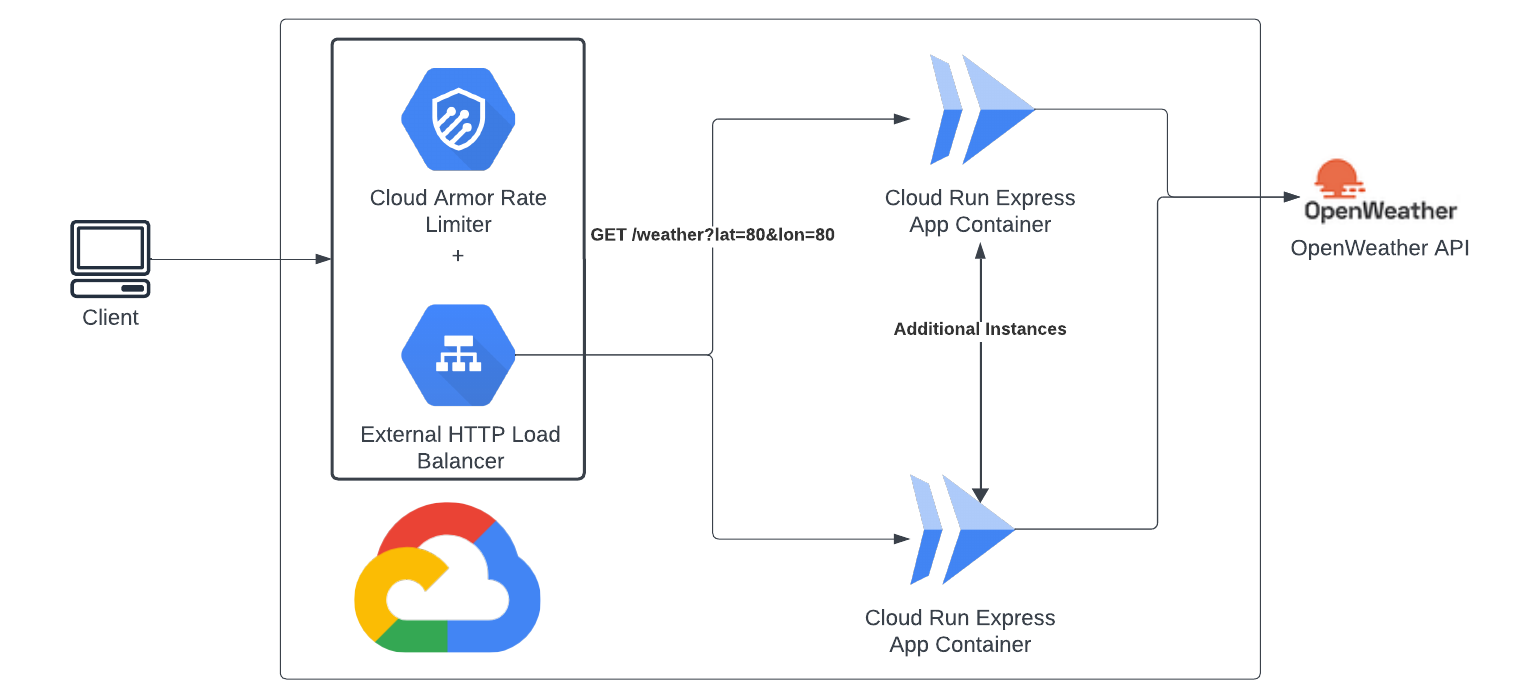 Cloud Armor Rate
Limiter
+
External HTTP Load
Balancer
Client
GET /weather?lat=80&lon=80
Cloud Run Express
App Container
Additional Instances
Cloud Run Express
App Container
OpenWeather
OpenWeather API